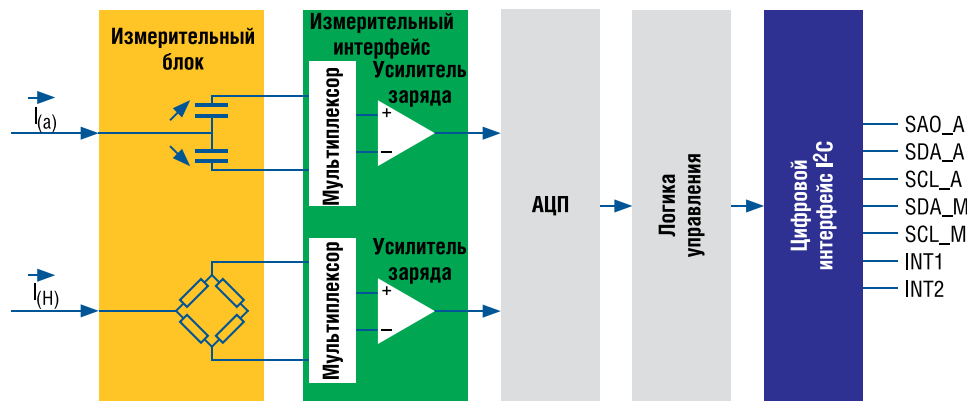 Измерительный
блок
I(a)
I(H)
Измерительный
интерфейс
Мультиплексор
Усилитель
заряда
+
–
Мультиплексор
Усилитель
заряда
+
–
АЦП
Логика
управления
Цифровой
интерфейс I²C
SAO_A
SDA_A
SCL_A
SDA_M
SCL_M
INT1
INT2